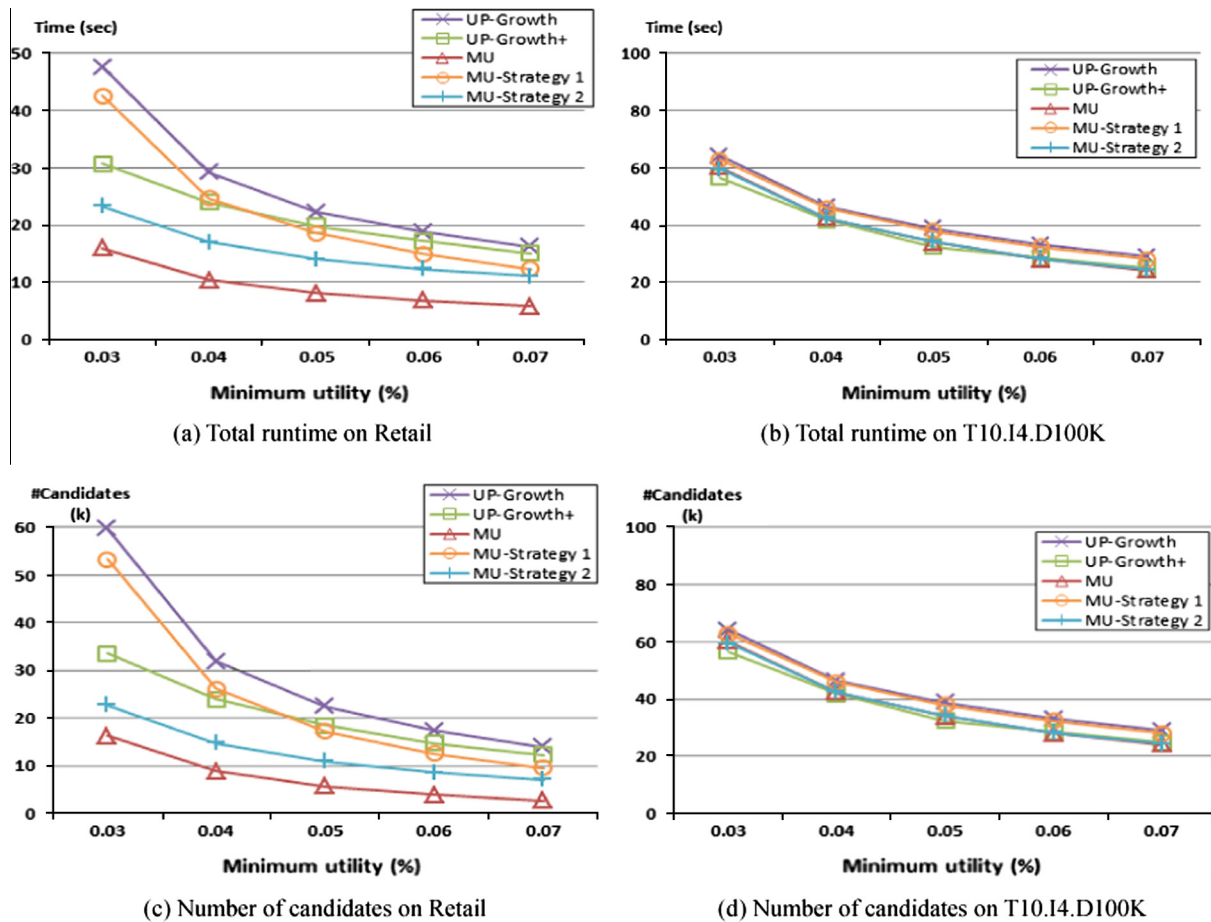 Time (sec)
UP-Growth
UP-Growth+
MU
MU-Strategy 1
MU-Strategy 2
50
40
30
20
10
0
0.03 0.04 0.05 0.06 0.07
Minimum utility (%)
(a) Total runtime on Retail
Time (sec)
UP-Growth
UP-Growth+
MU
MU-Strategy 1
MU-Strategy 2
100
80
60
40
20
0
0.03 0.04 0.05 0.06 0.07
Minimum utility (%)
(b) Total runtime on T10.I4.D100K
#Candidates
(k)
UP-Growth
UP-Growth+
MU
MU-Strategy 1
MU-Strategy 2
60
50
40
30
20
10
0
0.03 0.04 0.05 0.06 0.07
Minimum utility (%)
(c) Number of candidates on Retail
#Candidates
(k)
UP-Growth
UP-Growth+
MU
MU-Strategy 1
MU-Strategy 2
100
80
60
40
20
0
0.03 0.04 0.05 0.06 0.07
Minimum utility (%)
(d) Number of candidates on T10.I4.D100K